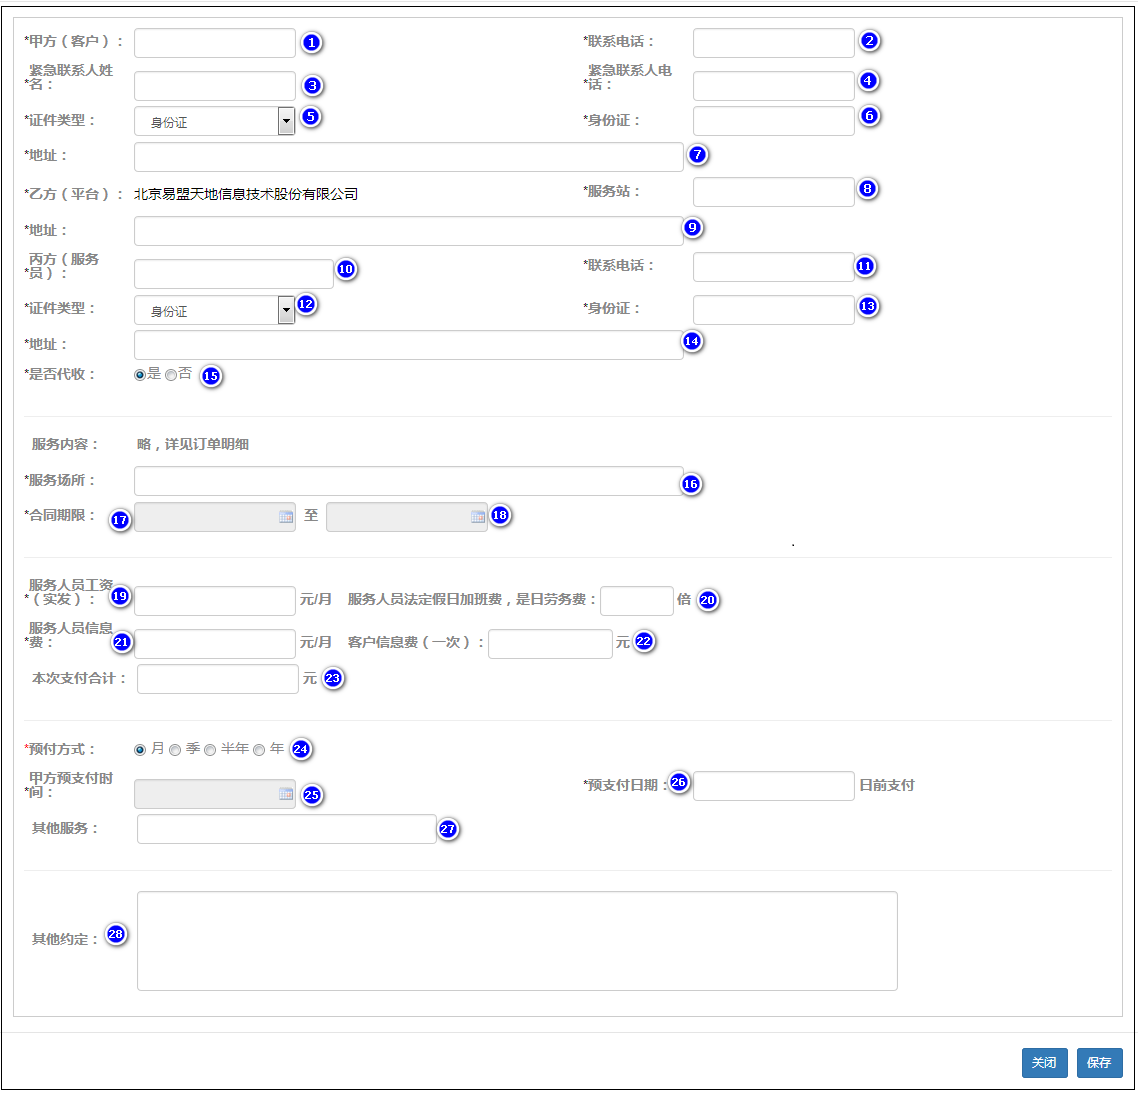 *甲方（客户）： 1 *联系电话： 2
紧急联系人姓 紧急联系人电
*名： 3 *话： 4
*证件类型： 身份证 5 *身份证： 6
*地址： 7
*乙方（平台）： 北京易盟天地信息技术股份有限公司 *服务站： 8
*地址： 9
丙方（服务
*员）： 10 *联系电话： 11
*证件类型： 身份证 12 *身份证： 13
*地址： 14
*是否代收： 是 否 15
服务内容： 略，详见订单明细
*服务场所： 16
*合同期限： 17 至 18
服务人员工资
*（实发）： 19 元/月 服务人员法定假日加班费，是日劳务费： 倍 20
服务人员信息
*费： 21 元/月 客户信息费（一次）： 元 22
本次支付合计： 元 23
*预付方式： 月 季 半年 年 24
甲方预支付时
*间： 25 *预支付日期： 26 日前支付
其他服务： 27
其他约定： 28
关闭 保存